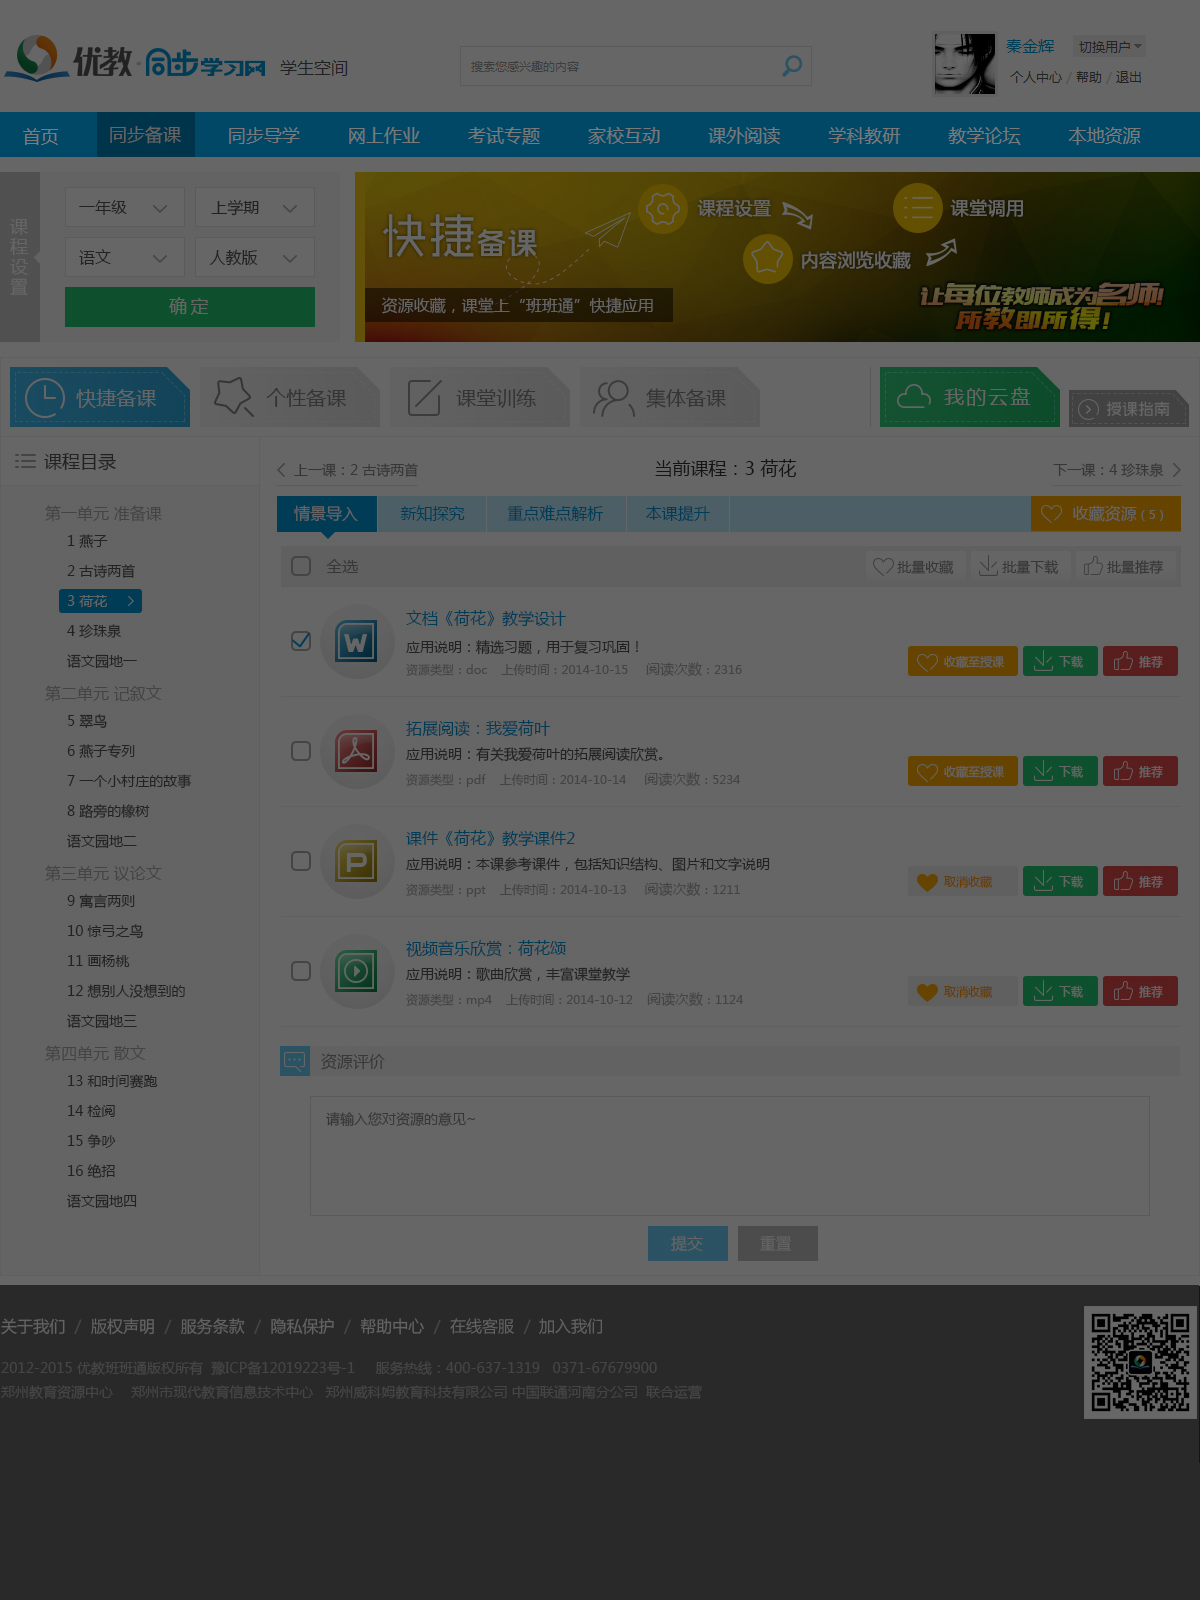 优教·同步学习网 学生空间
搜索您感兴趣的内容
秦金辉 切换用户
个人中心 / 帮助 / 退出
首页 同步备课 同步导学 网上作业 考试专题 家校互动 课外阅读 学科教研 教学论坛 本地资源
课程设置
一年级 上学期
语文 人教版
确定
快捷备课
课程设置
课堂调用
内容浏览收藏
资源收藏，课堂上“班班通”快捷应用
让每位教师成为名师!
所教即所得!
快捷备课 个性备课 课堂训练 集体备课 我的云盘 授课指南
课程目录
第一单元 准备课
1 燕子
2 古诗两首
3 荷花
4 珍珠泉
语文园地一
第二单元 记叙文
5 翠鸟
6 燕子专列
7 一个小村庄的故事
8 路旁的橡树
语文园地二
第三单元 议论文
9 寓言两则
10 惊弓之鸟
11 画杨桃
12 想别人没想到的
语文园地三
第四单元 散文
13 和时间赛跑
14 检阅
15 争吵
16 绝招
语文园地四
上一课：2 古诗两首 当前课程：3 荷花 下一课：4 珍珠泉
情景导入 新知探究 重点难点解析 本课提升 收藏资源 ( 5 )
全选 批量收藏 批量下载 批量推荐
文档《荷花》教学设计
应用说明：精选习题，用于复习巩固！
资源类型：doc 上传时间：2014-10-15 阅读次数：2316
收藏至授课 下载 推荐
拓展阅读：我爱荷叶
应用说明：有关我爱荷叶的拓展阅读欣赏。
资源类型：pdf 上传时间：2014-10-14 阅读次数：5234
收藏至授课 下载 推荐
课件《荷花》教学课件2
应用说明：本课参考课件，包括知识结构、图片和文字说明
资源类型：ppt 上传时间：2014-10-13 阅读次数：1211
取消收藏 下载 推荐
视频音乐欣赏：荷花颂
应用说明：歌曲欣赏，丰富课堂教学
资源类型：mp4 上传时间：2014-10-12 阅读次数：1124
取消收藏 下载 推荐
资源评价
请输入您对资源的意见~
提交 重置
关于我们 / 版权声明 / 服务条款 / 隐私保护 / 帮助中心 / 在线客服 / 加入我们
2012-2015 优教班班通版权所有 豫ICP备12019223号-1 服务热线：400-637-1319 0371-67679900
郑州教育资源中心 郑州市现代教育信息技术中心 郑州威科姆教育科技有限公司 中国联通河南分公司 联合运营